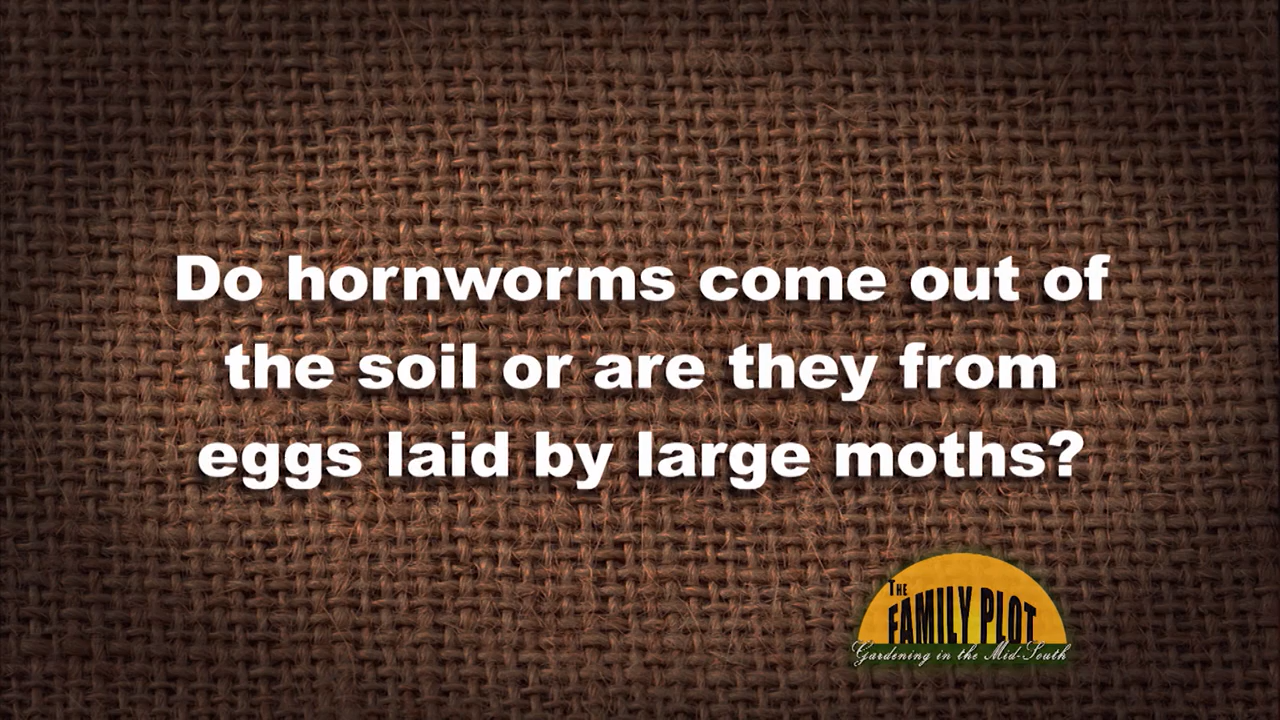 Do hornworms come out of
the soil or are they from
eggs laid by large moths?
THE
FAMILY PLOT
Gardening in the Mid-South